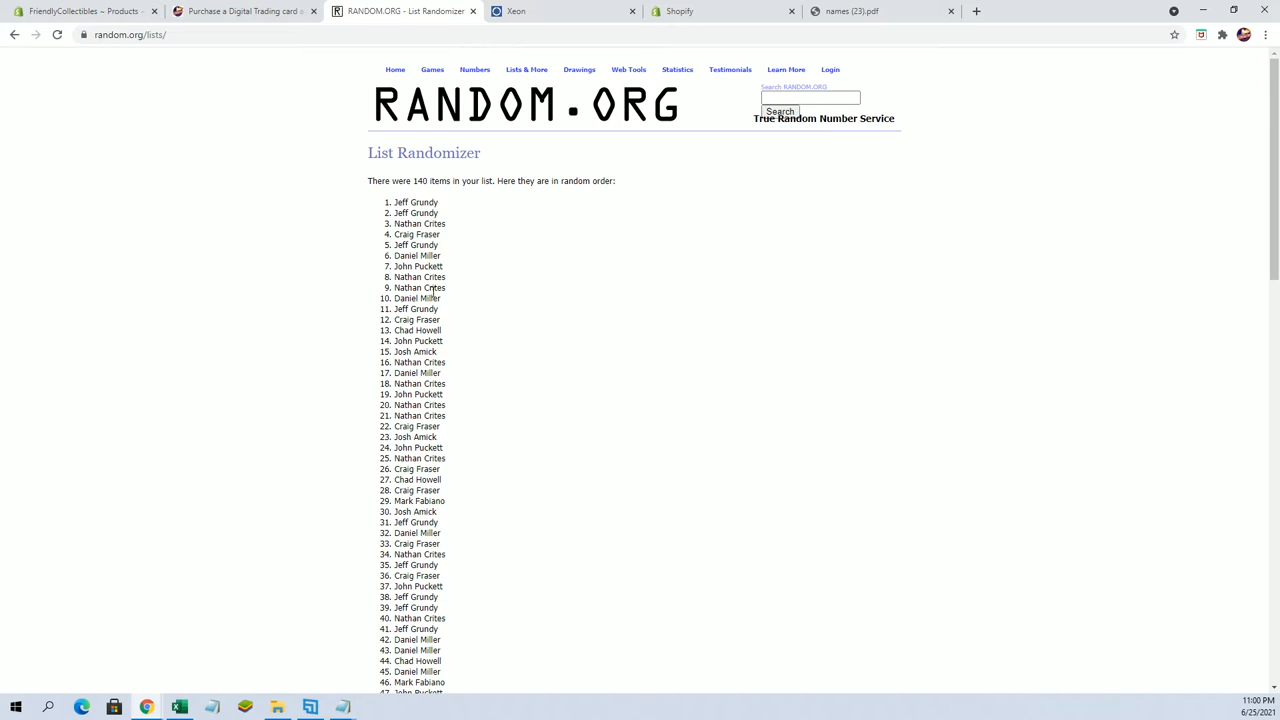 FriendlyCollectibles ~ Products ~
Purchase a Digital Trading card a
RANDOM.ORG - List Randomizer
Xeon
Shopify
names (23).pdf
random.org/lists/
Home Games Numbers Lists & More Drawings Web Tools Statistics Testimonials Learn More Login
RANDOM.ORG
Search RANDOM.ORG
Search
True Random Number Service
List Randomizer
There were 140 items in your list. Here they are in random order:
1. Jeff Grundy
2. Jeff Grundy
3. Nathan Crites
4. Craig Fraser
5. Jeff Grundy
6. Daniel Miller
7. John Puckett
8. Nathan Crites
9. Nathan Crites
10. Daniel Miller
11. Jeff Grundy
12. Craig Fraser
13. Chad Howell
14. John Puckett
15. Josh Amick
16. Nathan Crites
17. Daniel Miller
18. Nathan Crites
19. John Puckett
20. Nathan Crites
21. Nathan Crites
22. Craig Fraser
23. Josh Amick
24. John Puckett
25. Nathan Crites
26. Craig Fraser
27. Chad Howell
28. Craig Fraser
29. Mark Fabiano
30. Josh Amick
31. Jeff Grundy
32. Daniel Miller
33. Craig Fraser
34. Nathan Crites
35. Jeff Grundy
36. Craig Fraser
37. John Puckett
38. Jeff Grundy
39. Jeff Grundy
40. Nathan Crites
41. Jeff Grundy
42. Daniel Miller
43. Daniel Miller
44. Chad Howell
45. Daniel Miller
46. Mark Fabiano
47. John Puckett
11:00 PM
6/25/2021